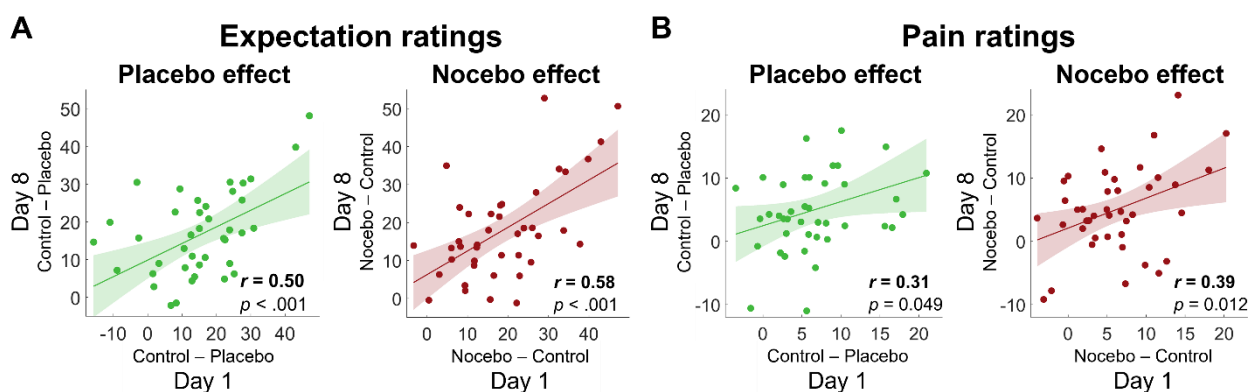 A
Expectation ratings
Placebo effect
Day 8
Control – Placebo
50
40
30
20
10
0
r = 0.50
p < .001
-10 0 10 20 30 40
Control – Placebo
Day 1
Nocebo effect
Day 8
Nocebo – Control
50
40
30
20
10
0
r = 0.58
p < .001
0 10 20 30 40
Nocebo – Control
Day 1
B
Pain ratings
Placebo effect
Day 8
Control – Placebo
20
10
0
-10
r = 0.31
p = 0.049
0 5 10 15 20
Control – Placebo
Day 1
Nocebo effect
Day 8
Nocebo – Control
20
10
0
-10
r = 0.39
p = 0.012
0 5 10 15 20
Nocebo – Control
Day 1